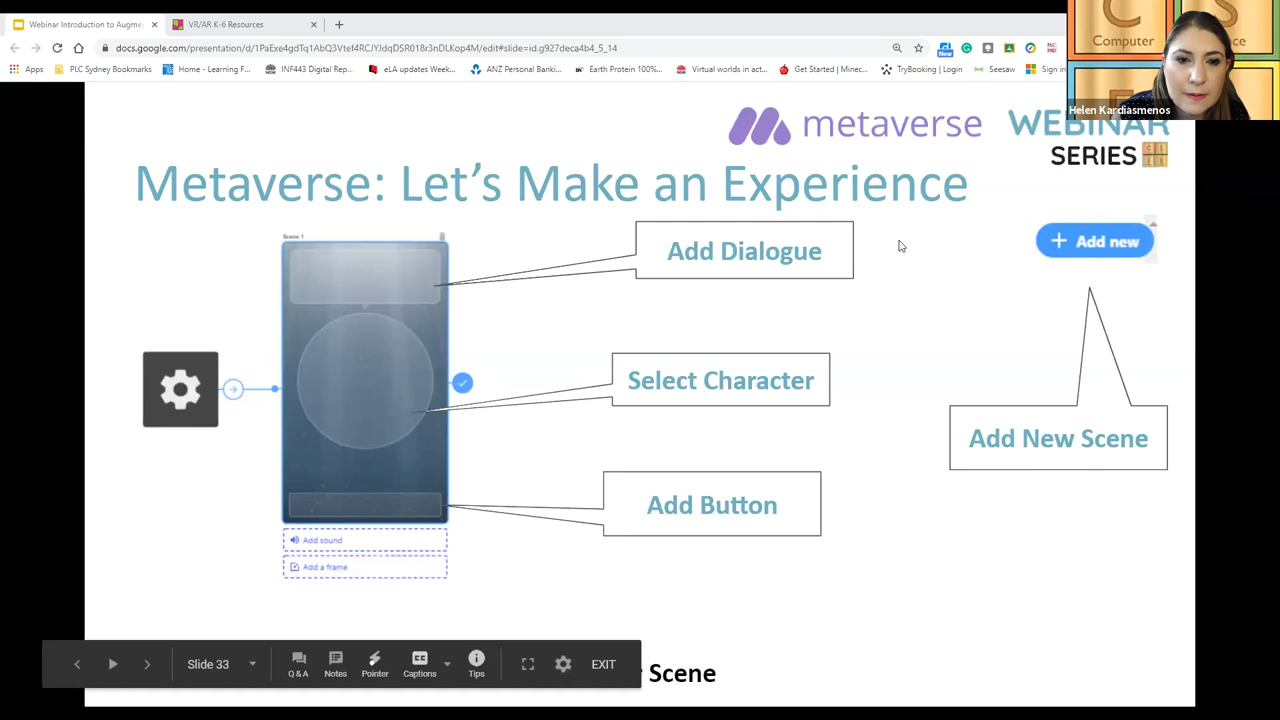 Webinar Introduction to Augme
VR/AR K-6 Resources
docs.google.com/presentation/d/1PaExe4gdTq1AbQ3Vtef4RCJYJdqDSR018r3nDLKop4M/edit#slide=id.g927deca4b4_5_14
Apps
PLC Sydney Bookmarks
Home - Learning F...
INF443 Digital Rep...
eLA updates Week...
ANZ Personal Banki...
Earth Protein 100%...
Virtual worlds in act...
Get Started | Minec...
TryBooking | Login
Seesaw
Sign in
Computer
Helen Kardiasmenos
metaverse
WEBINAR
SERIES
Metaverse: Let's Make an Experience
Scene 1
Add Dialogue
Add new
Select Character
Add New Scene
Add Button
Add sound
Add a frame
Slide 33
Q & A
Notes
Pointer
Captions
Tips
EXIT
Scene